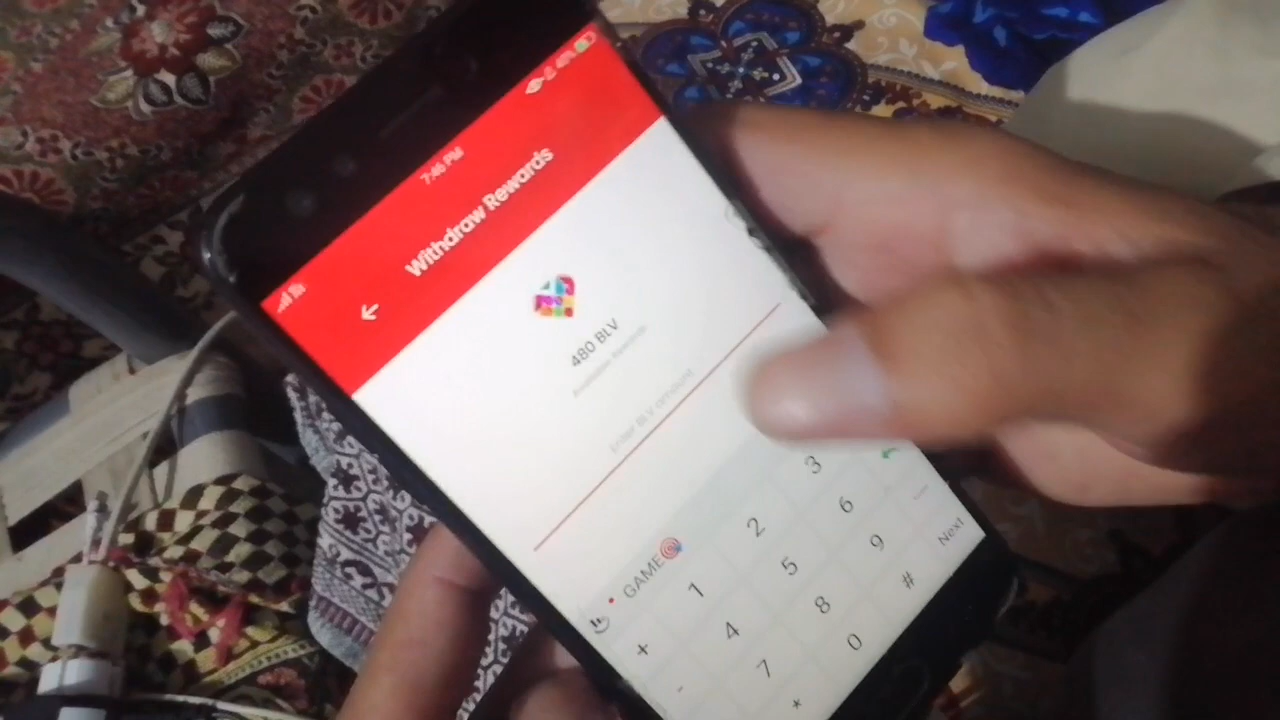 7:46 PM
Withdraw Rewards
480 BLV
Available Rewards
Enter BLV amount
GAME🎯
+ 1 2 3
- 4 5 6
7 8 9
* 0 #
Next